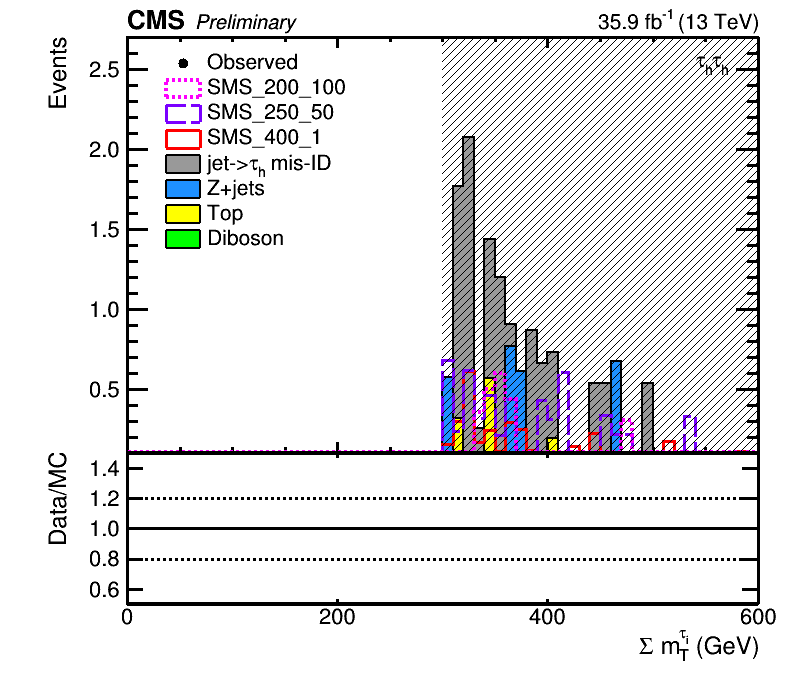 CMS Preliminary 35.9 fb⁻¹ (13 TeV)
Events
τhτh
Observed
SMS_200_100
SMS_250_50
SMS_400_1
jet->τh mis-ID
Z+jets
Top
Diboson
2.5
2.0
1.5
1.0
0.5
Data/MC
1.4
1.2
1.0
0.8
0.6
0 200 400 600
Σ mT^τi (GeV)